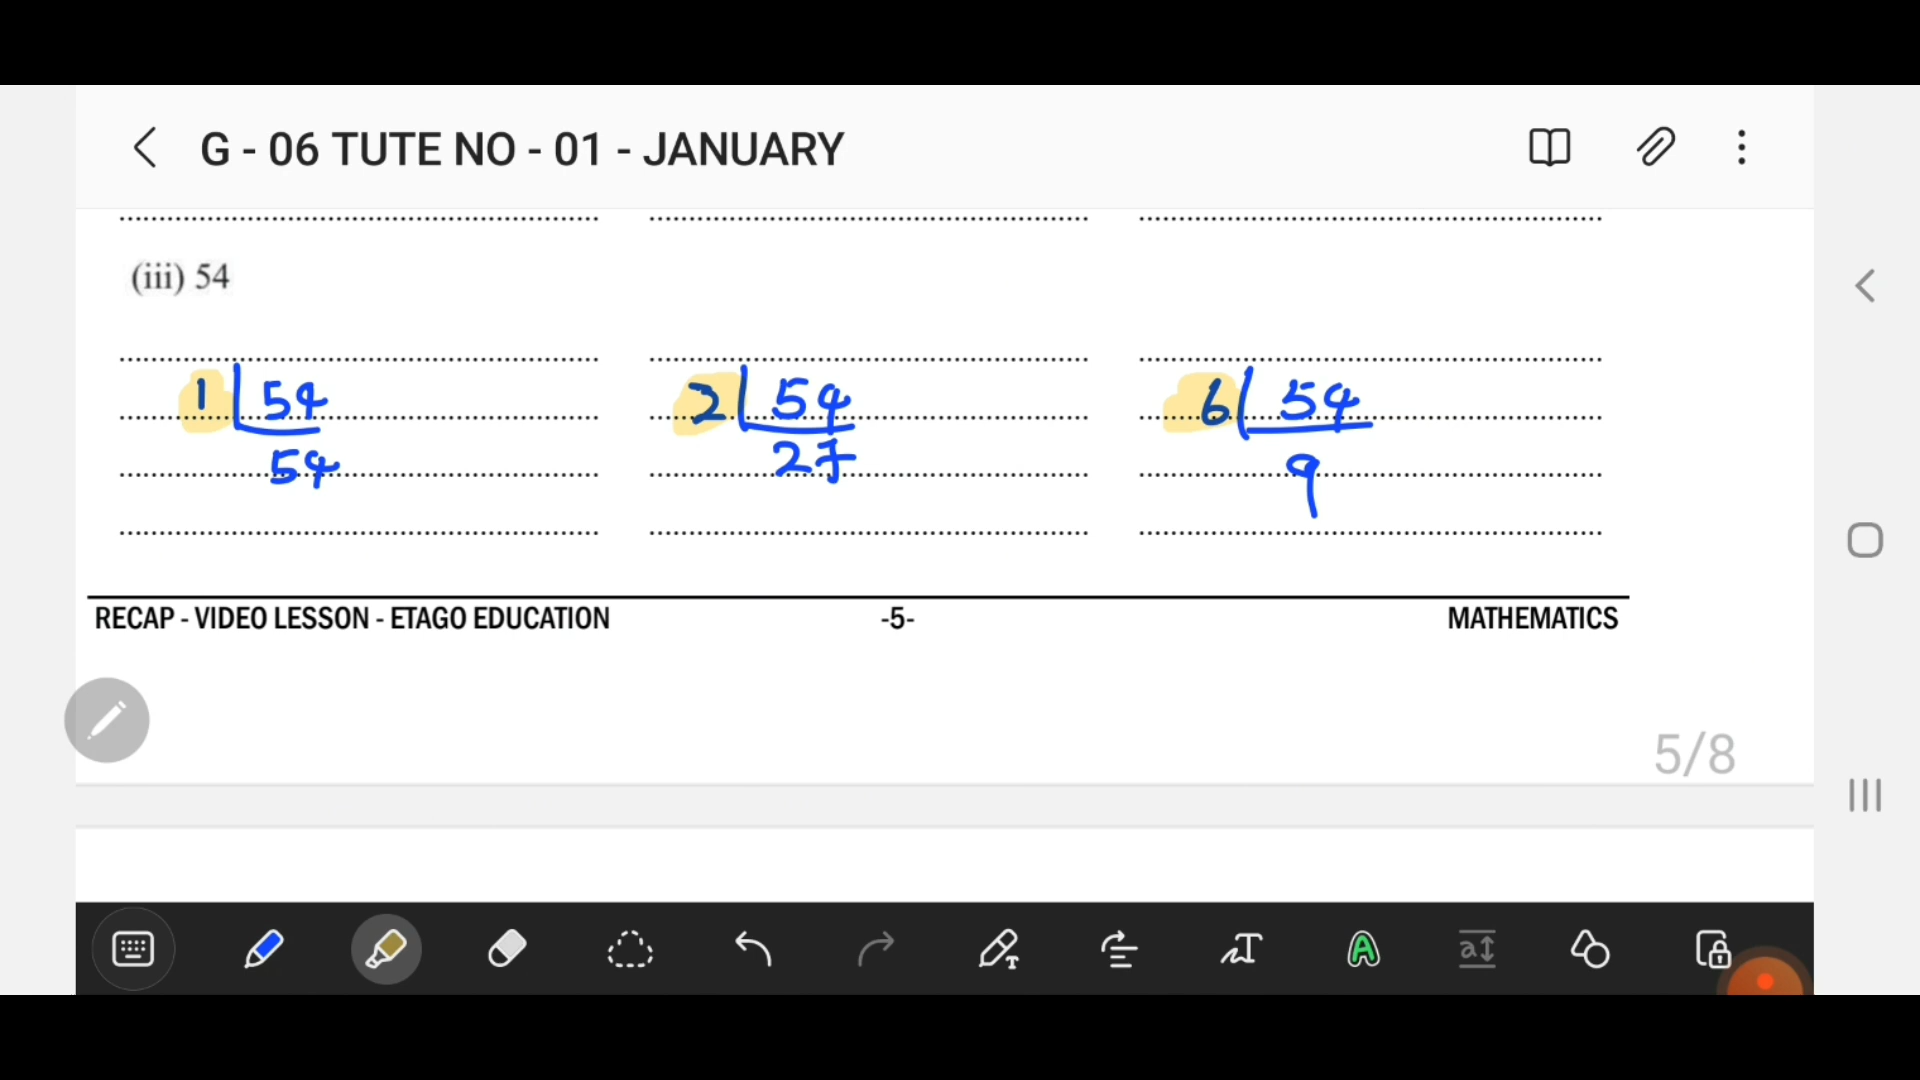 G - 06 TUTE NO - 01 - JANUARY
(iii) 54
1 54 2 54 6 54
54 27 9
RECAP - VIDEO LESSON - ETAGO EDUCATION -5- MATHEMATICS
5/8